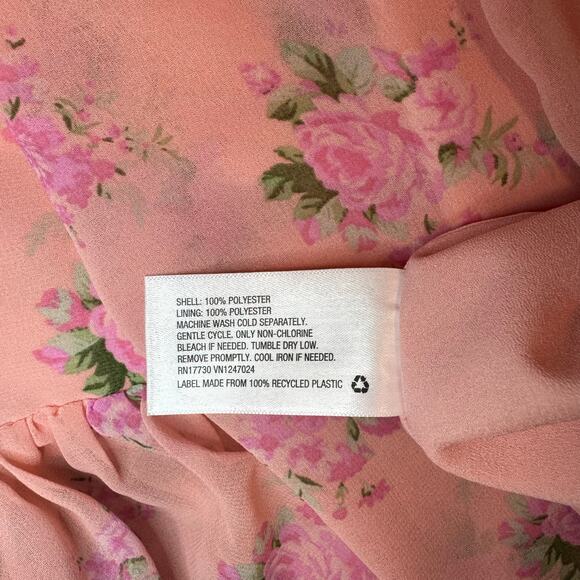 SHELL: 100% POLYESTER
LINING: 100% POLYESTER
MACHINE WASH COLD SEPARATELY.
GENTLE CYCLE. ONLY NON-CHLORINE
BLEACH IF NEEDED. TUMBLE DRY LOW.
REMOVE PROMPTLY. COOL IRON IF NEEDED.
RN17730 VN1247024
LABEL MADE FROM 100% RECYCLED PLASTIC